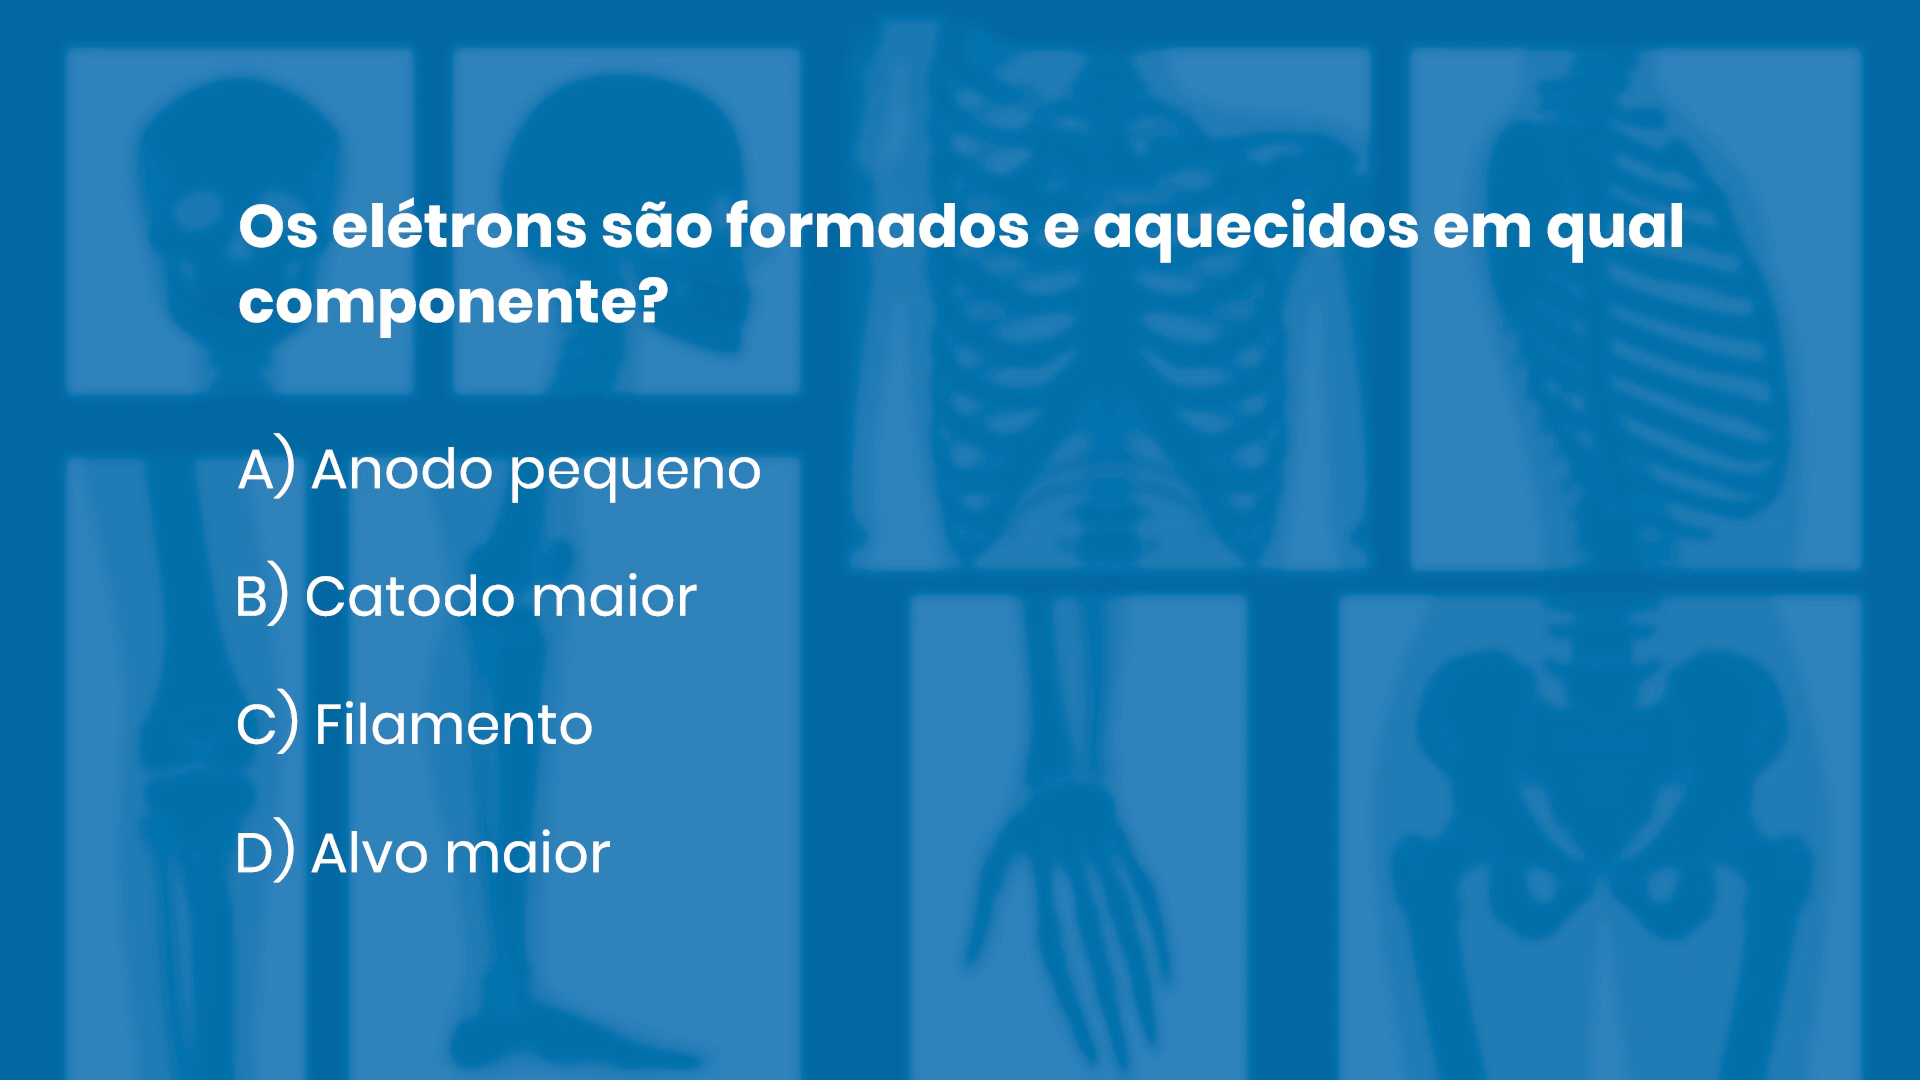 Os elétrons são formados e aquecidos em qual
componente?
A) Anodo pequeno
B) Catodo maior
C) Filamento
D) Alvo maior